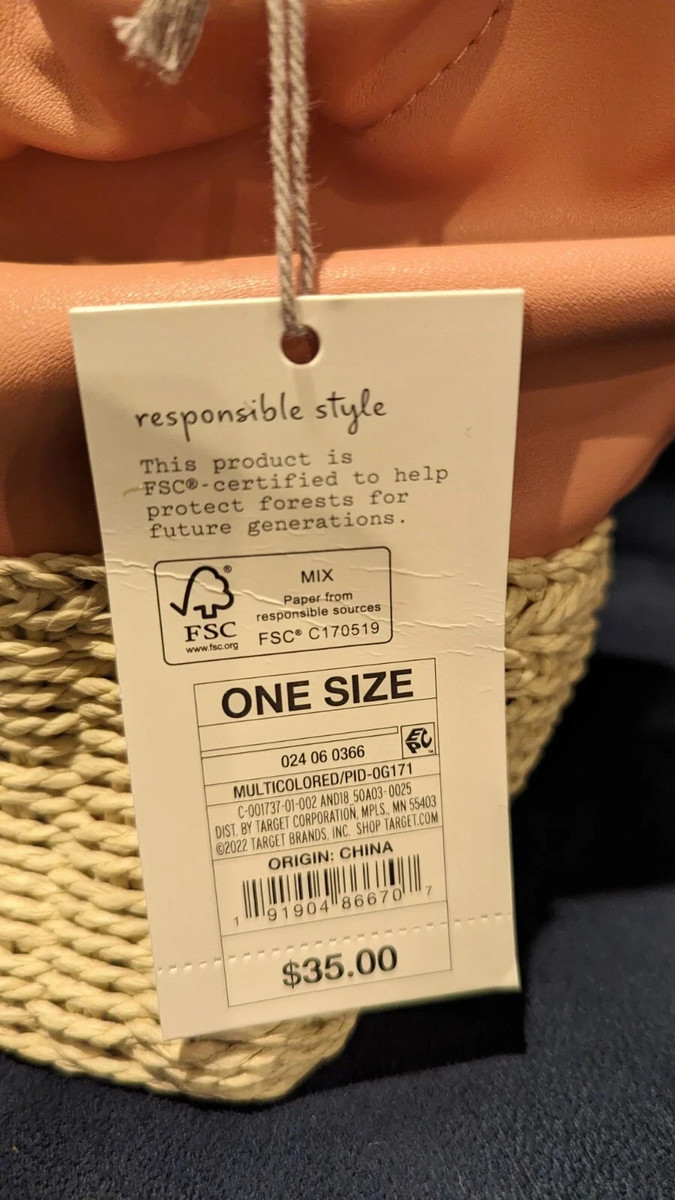 responsible style
This product is
FSC®-certified to help
protect forests for
future generations.
®
FSC
www.fsc.org
MIX
Paper from
responsible sources
FSC® C170519
ONE SIZE
EPC™
024 06 0366
MULTICOLORED/PID-0G171
C-001737-01-002 AND18 50A03-0025
DIST. BY TARGET CORPORATION, MPLS., MN 55403
©2022 TARGET BRANDS, INC. SHOP TARGET.COM
ORIGIN: CHINA
1 91904 86670 7
$35.00